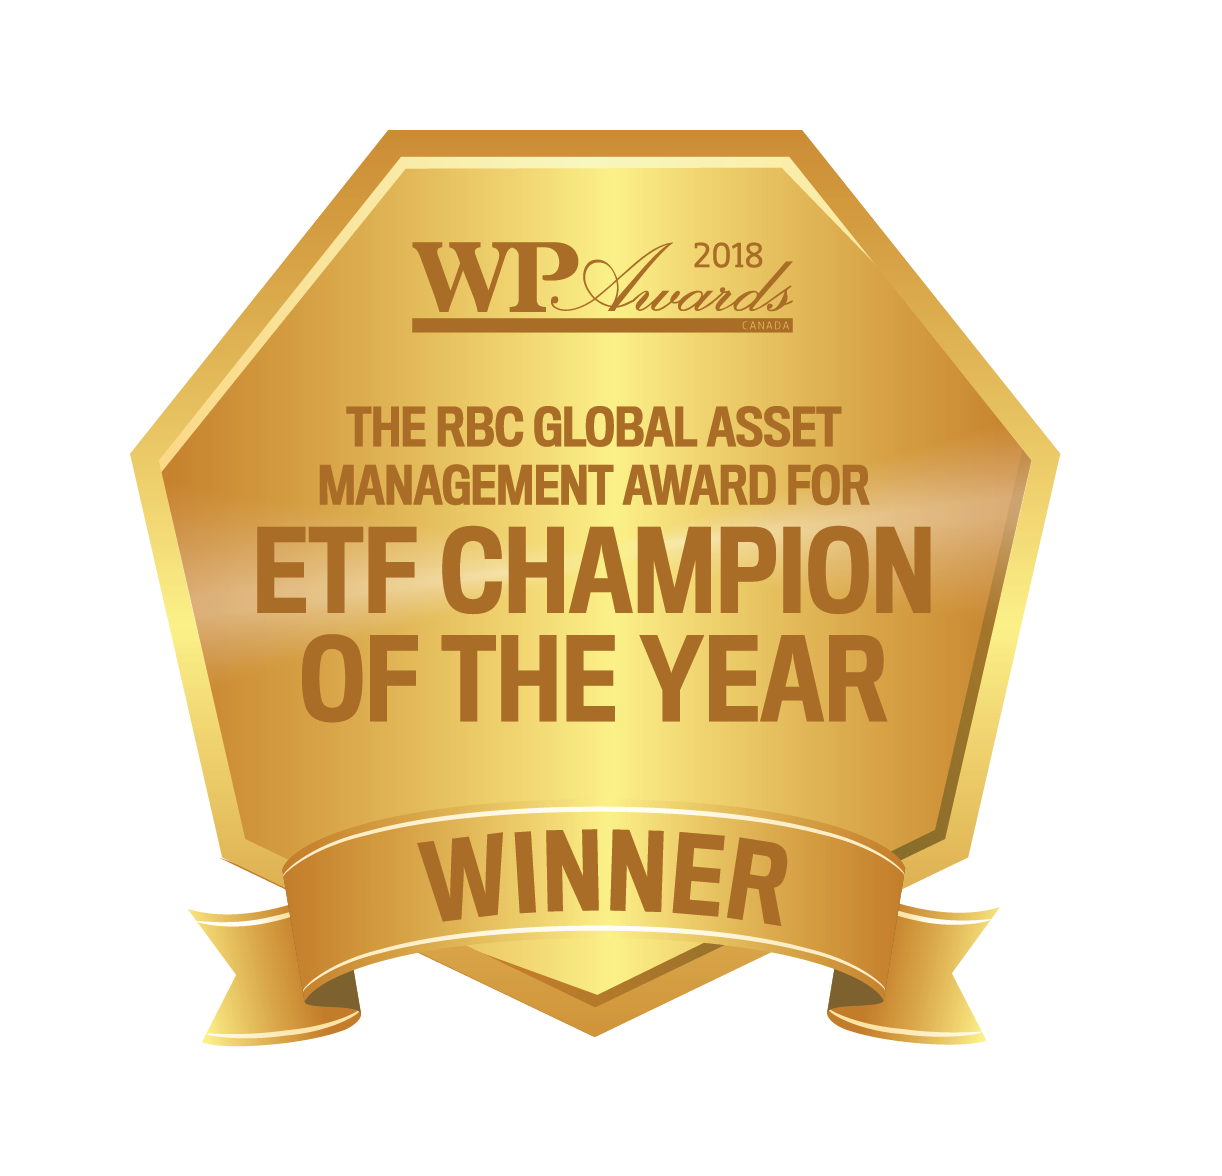 WP Awards 2018
CANADA
THE RBC GLOBAL ASSET
MANAGEMENT AWARD FOR
ETF CHAMPION
OF THE YEAR
WINNER